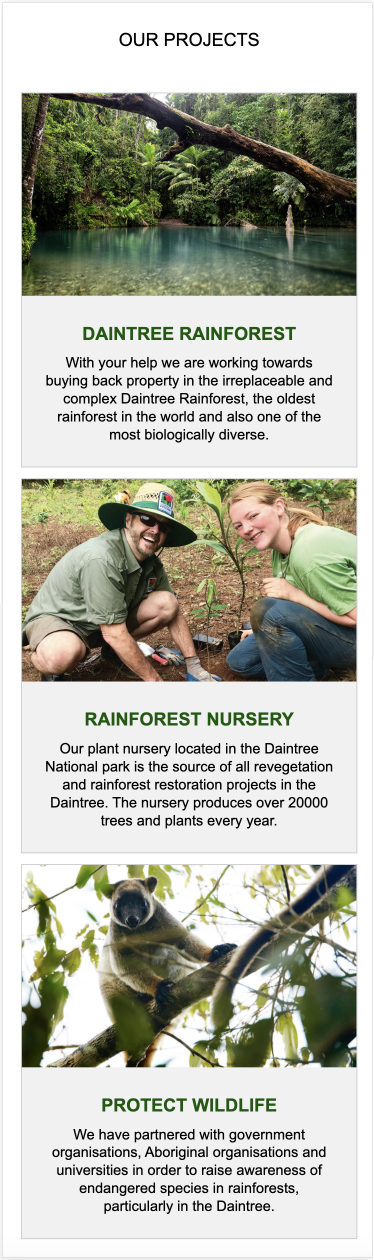 OUR PROJECTS
DAINTREE RAINFOREST
With your help we are working towards
buying back property in the irreplaceable and
complex Daintree Rainforest, the oldest
rainforest in the world and also one of the
most biologically diverse.
RAINFOREST NURSERY
Our plant nursery located in the Daintree
National park is the source of all revegetation
and rainforest restoration projects in the
Daintree. The nursery produces over 20000
trees and plants every year.
PROTECT WILDLIFE
We have partnered with government
organisations, Aboriginal organisations and
universities in order to raise awareness of
endangered species in rainforests,
particularly in the Daintree.